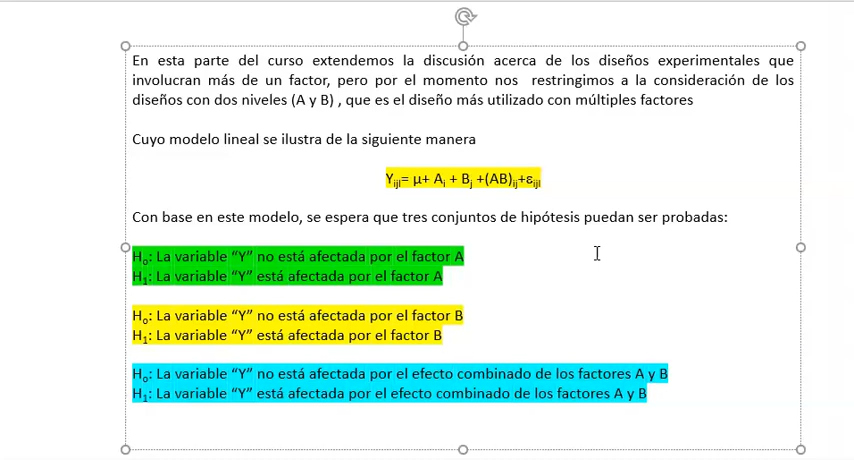 En esta parte del curso extendemos la discusión acerca de los diseños experimentales que
involucran más de un factor, pero por el momento nos restringimos a la consideración de los
diseños con dos niveles (A y B) , que es el diseño más utilizado con múltiples factores
Cuyo modelo lineal se ilustra de la siguiente manera
Yijl= μ+ Ai + Bj +(AB)ij+εijl
Con base en este modelo, se espera que tres conjuntos de hipótesis puedan ser probadas:
Ho: La variable “Y” no está afectada por el factor A
H1: La variable “Y” está afectada por el factor A
Ho: La variable “Y” no está afectada por el factor B
H1: La variable “Y” está afectada por el factor B
Ho: La variable “Y” no está afectada por el efecto combinado de los factores A y B
H1: La variable “Y” está afectada por el efecto combinado de los factores A y B